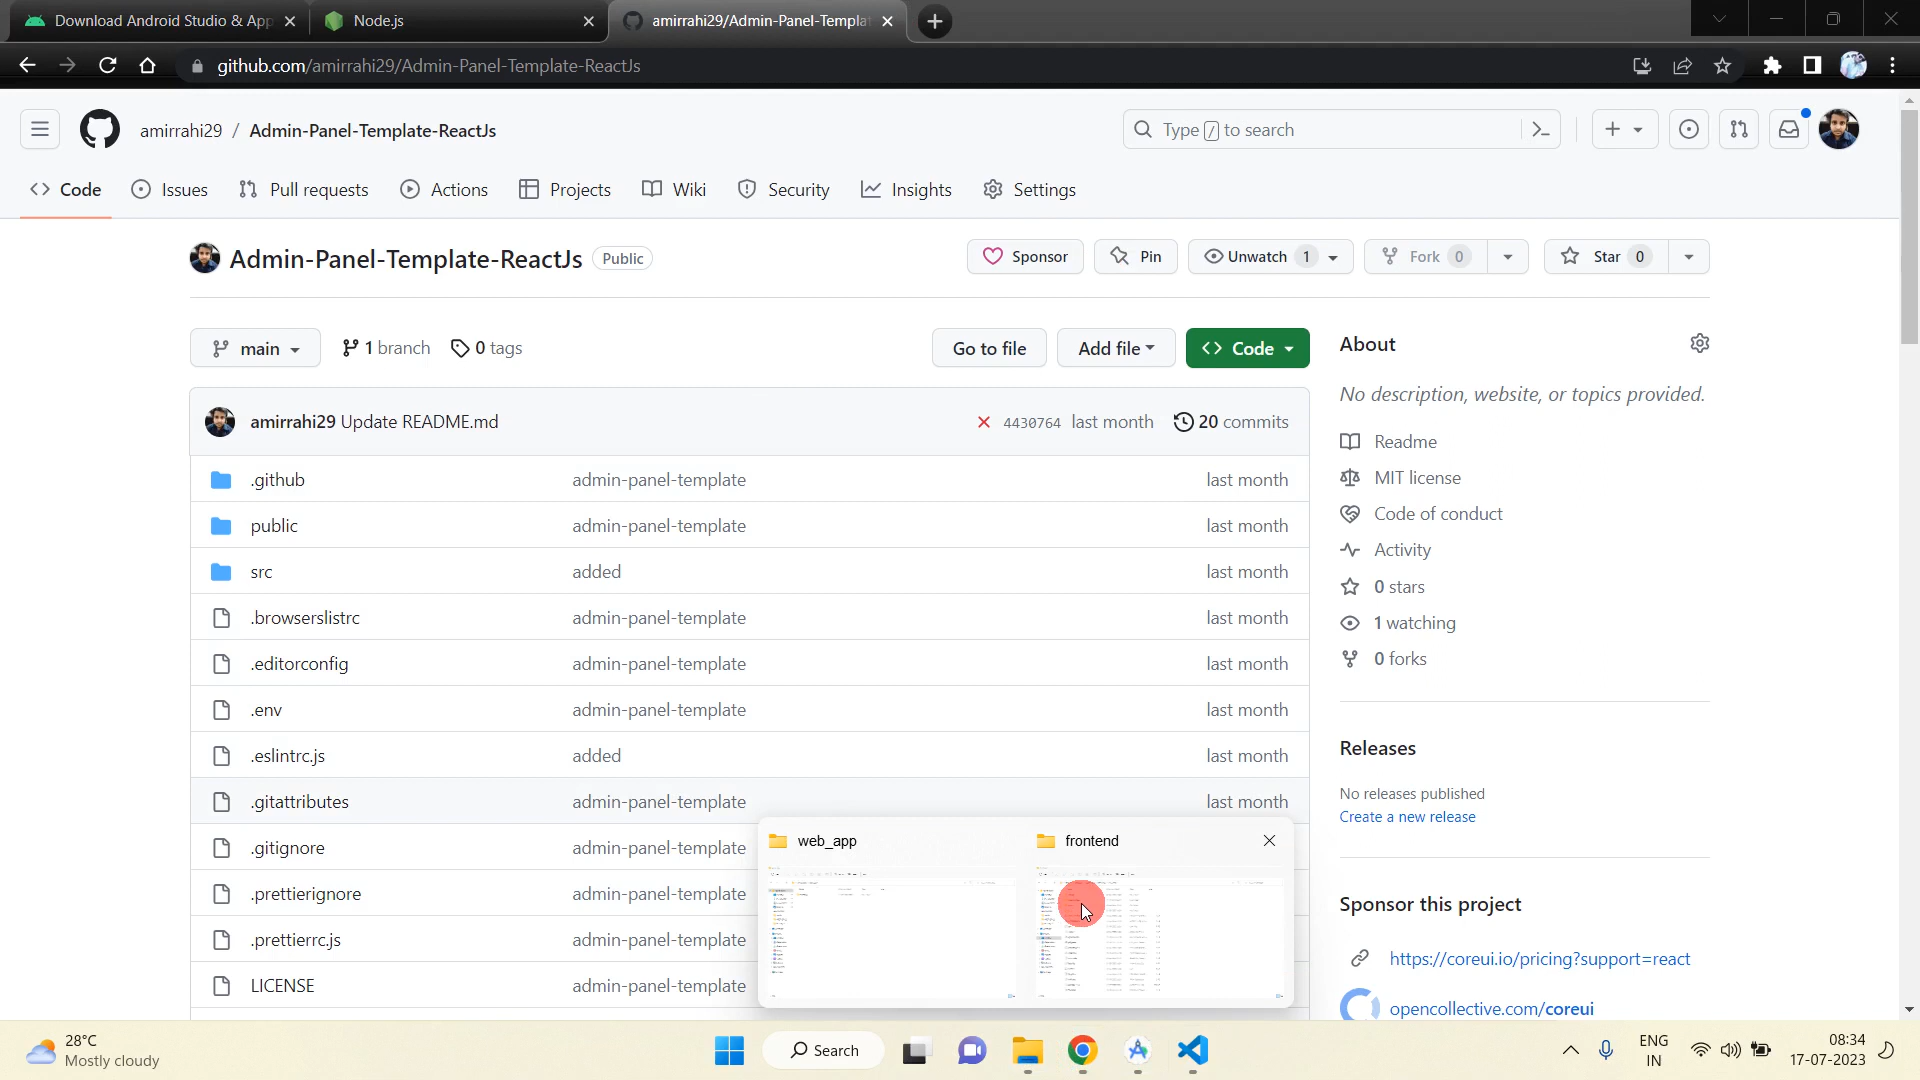 Download Android Studio & App
Node.js
amirrahi29/Admin-Panel-Templa
github.com/amirrahi29/Admin-Panel-Template-ReactJs
amirrahi29 / Admin-Panel-Template-ReactJs
Type / to search
Code
Issues
Pull requests
Actions
Projects
Wiki
Security
Insights
Settings
Admin-Panel-Template-ReactJs
Public
Sponsor
Pin
Unwatch 1
Fork 0
Star 0
main
1 branch
0 tags
Go to file
Add file
Code
amirrahi29 Update README.md
4430764 last month
20 commits
.github admin-panel-template last month
public admin-panel-template last month
src added last month
.browserslistrc admin-panel-template last month
.editorconfig admin-panel-template last month
.env admin-panel-template last month
.eslintrc.js added last month
.gitattributes admin-panel-template last month
.gitignore admin-panel-template
.prettierignore admin-panel-template
.prettierrc.js admin-panel-template
LICENSE admin-panel-template
web_app
frontend
About
No description, website, or topics provided.
Readme
MIT license
Code of conduct
Activity
0 stars
1 watching
0 forks
Releases
No releases published
Create a new release
Sponsor this project
https://coreui.io/pricing?support=react
opencollective.com/coreui
28°C
Mostly cloudy
Search
ENG
IN
08:34
17-07-2023